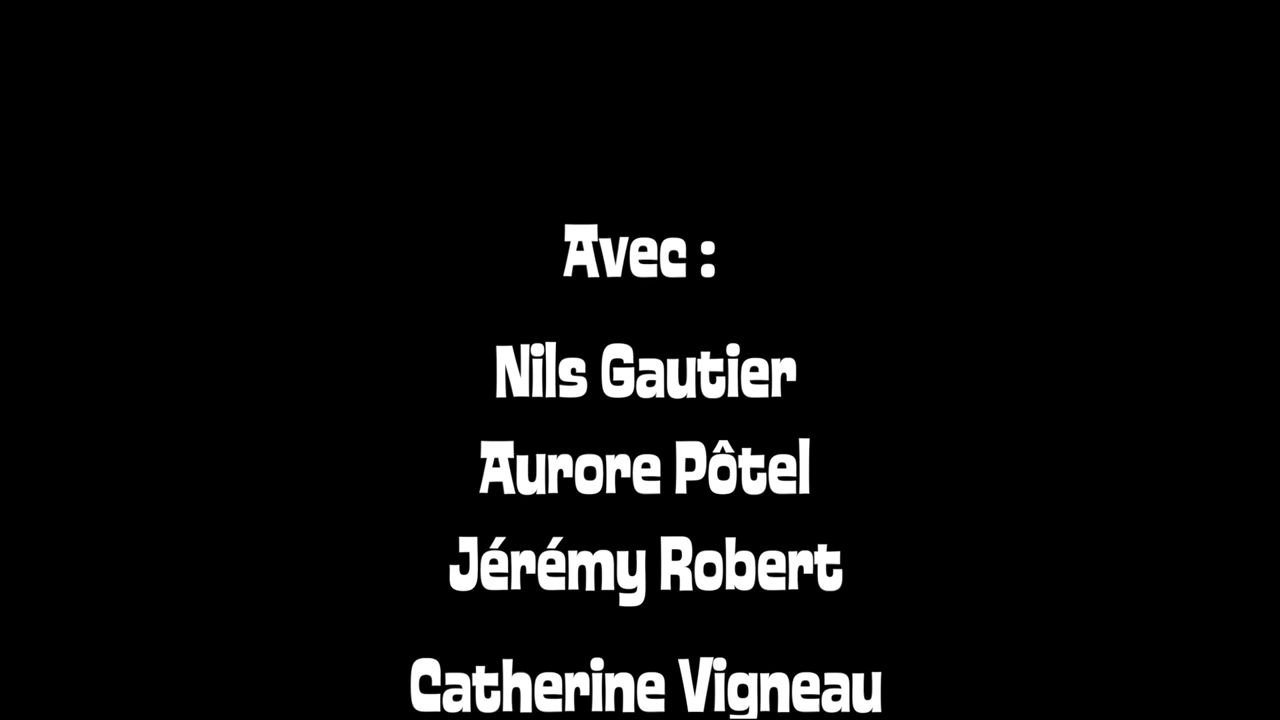 Avec :
Nils Gautier
Aurore Pôtel
Jérémy Robert
Catherine Vigneau